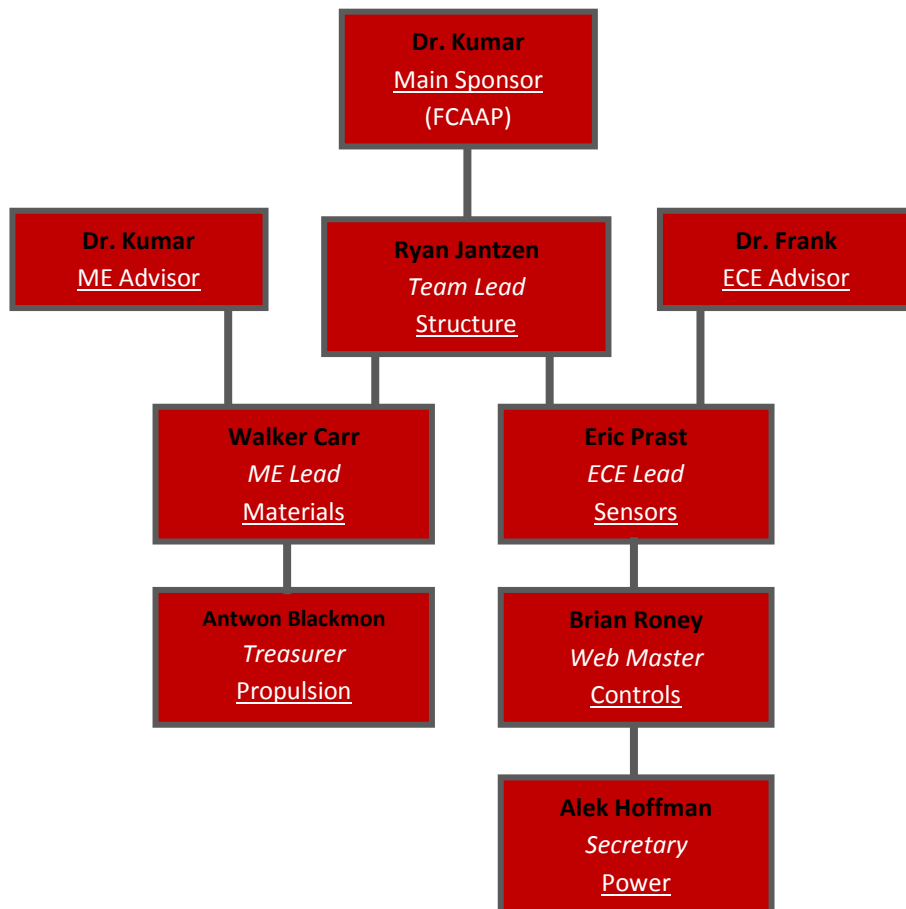 Dr. Kumar
Main Sponsor
(FCAAP)
Dr. Kumar
ME Advisor
Ryan Jantzen
Team Lead
Structure
Dr. Frank
ECE Advisor
Walker Carr
ME Lead
Materials
Eric Prast
ECE Lead
Sensors
Antwon Blackmon
Treasurer
Propulsion
Brian Roney
Web Master
Controls
Alek Hoffman
Secretary
Power